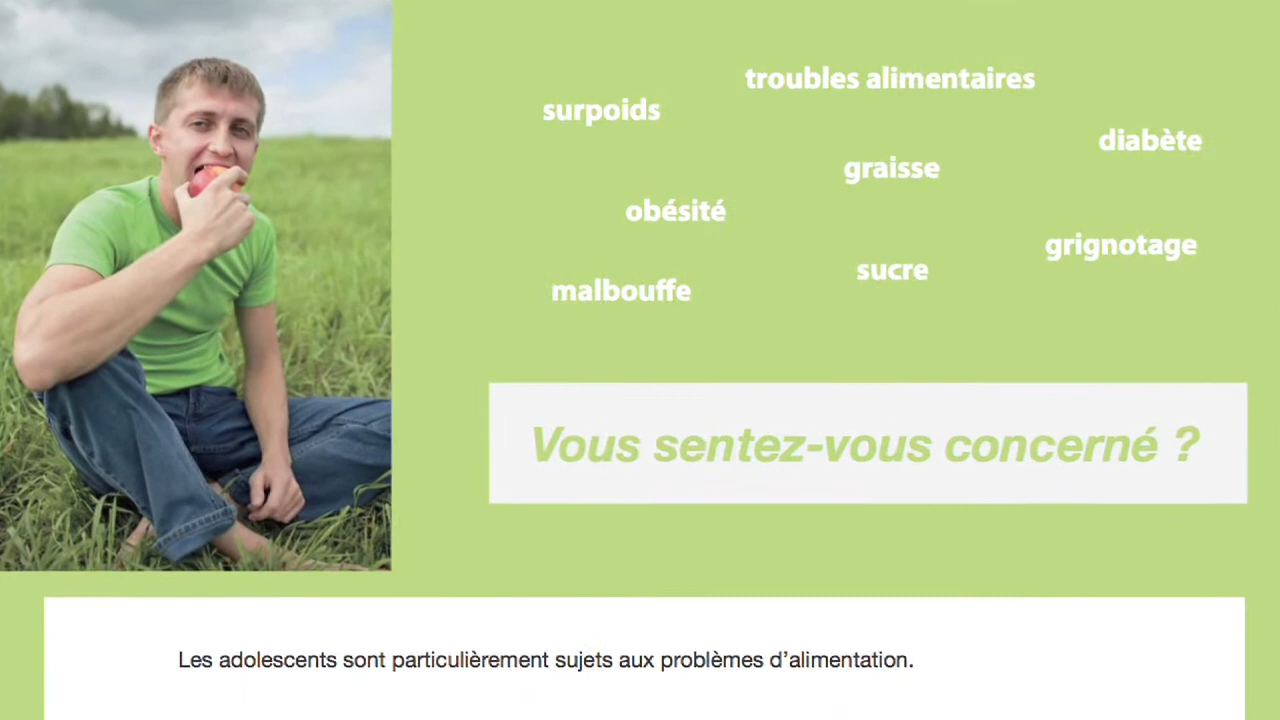 troubles alimentaires
surpoids
diabète
graisse
obésité
grignotage
sucre
malbouffe
Vous sentez-vous concerné ?
Les adolescents sont particulièrement sujets aux problèmes d’alimentation.